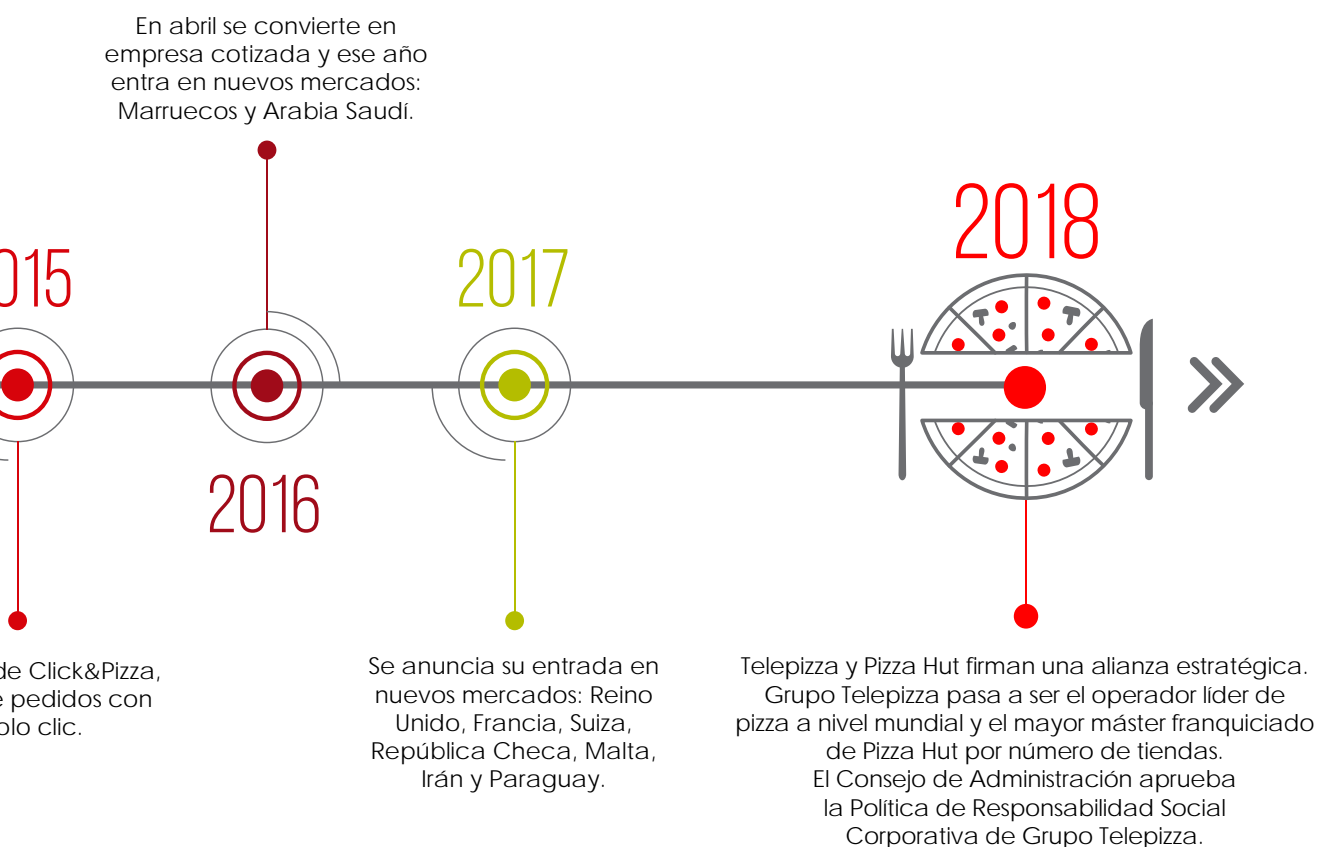 En abril se convierte en
empresa cotizada y ese año
entra en nuevos mercados:
Marruecos y Arabia Saudí.
2018
015
2017
2016
de Click&Pizza,
pedidos con
clic.
Se anuncia su entrada en
nuevos mercados: Reino
Unido, Francia, Suiza,
República Checa, Malta,
Irán y Paraguay.
Telepizza y Pizza Hut firman una alianza estratégica.
Grupo Telepizza pasa a ser el operador líder de
pizza a nivel mundial y el mayor máster franquiciado
de Pizza Hut por número de tiendas.
El Consejo de Administración aprueba
la Política de Responsabilidad Social
Corporativa de Grupo Telepizza.